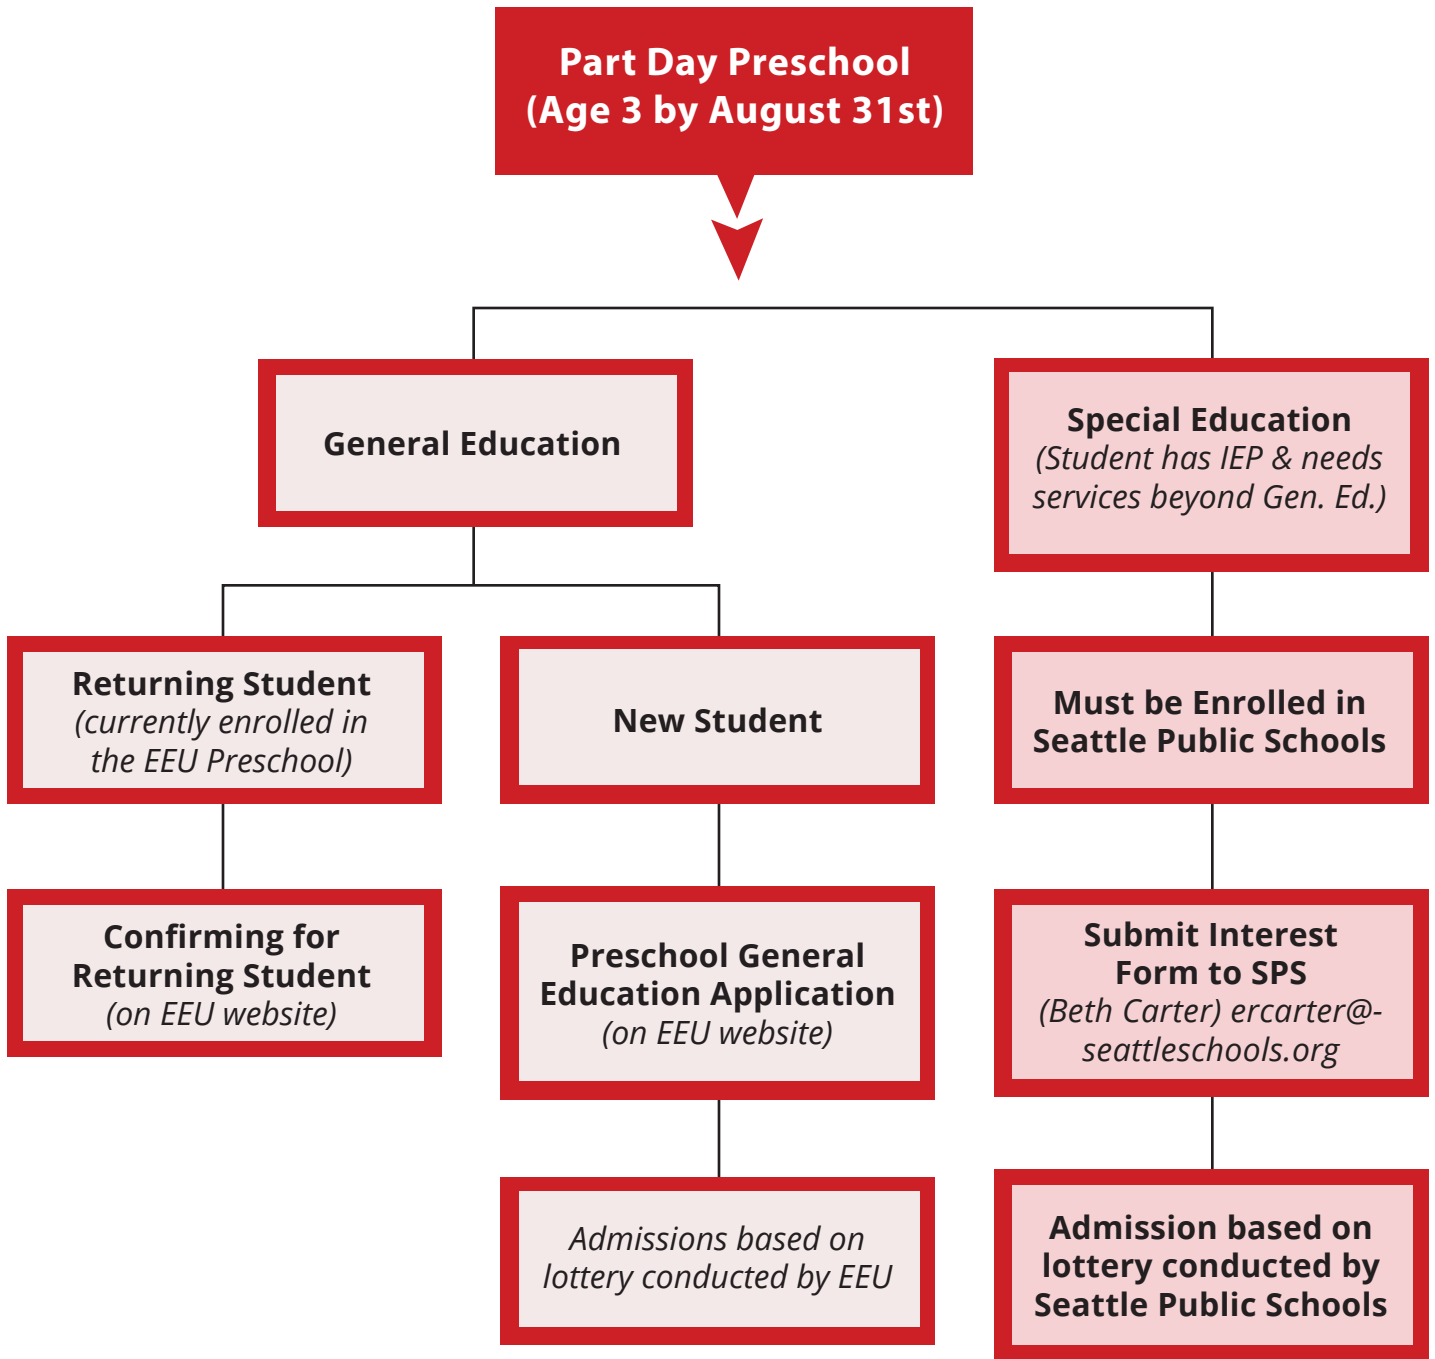 Part Day Preschool
(Age 3 by August 31st)
General Education
Special Education
(Student has IEP & needs
services beyond Gen. Ed.)
Returning Student
(currently enrolled in
the EEU Preschool)
New Student
Must be Enrolled in
Seattle Public Schools
Confirming for
Returning Student
(on EEU website)
Preschool General
Education Application
(on EEU website)
Submit Interest
Form to SPS
(Beth Carter) ercarter@-
seattleschools.org
Admissions based on
lottery conducted by EEU
Admission based on
lottery conducted by
Seattle Public Schools